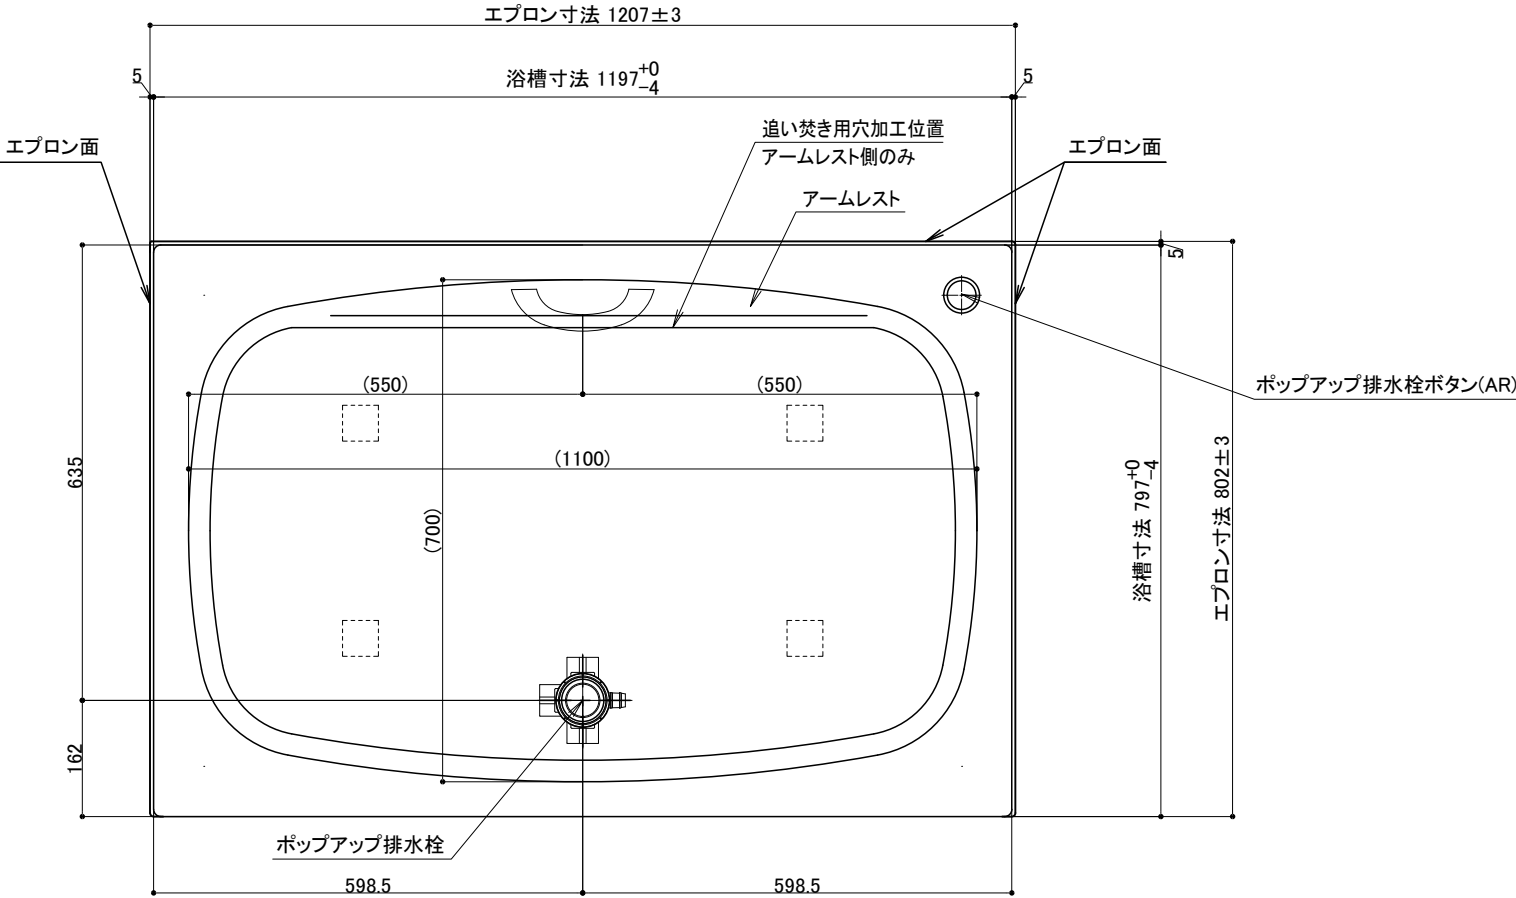 エプロン寸法 1207±3
5
浴槽寸法 1197 +0 -4
5
エプロン面
追い焚き用穴加工位置
アームレスト側のみ
エプロン面
アームレスト
5
(550)
(550)
ポップアップ排水栓ボタン(AR)
(1100)
635
(700)
浴槽寸法 797 +0 -4
エプロン寸法 802±3
162
ポップアップ排水栓
598.5
598.5